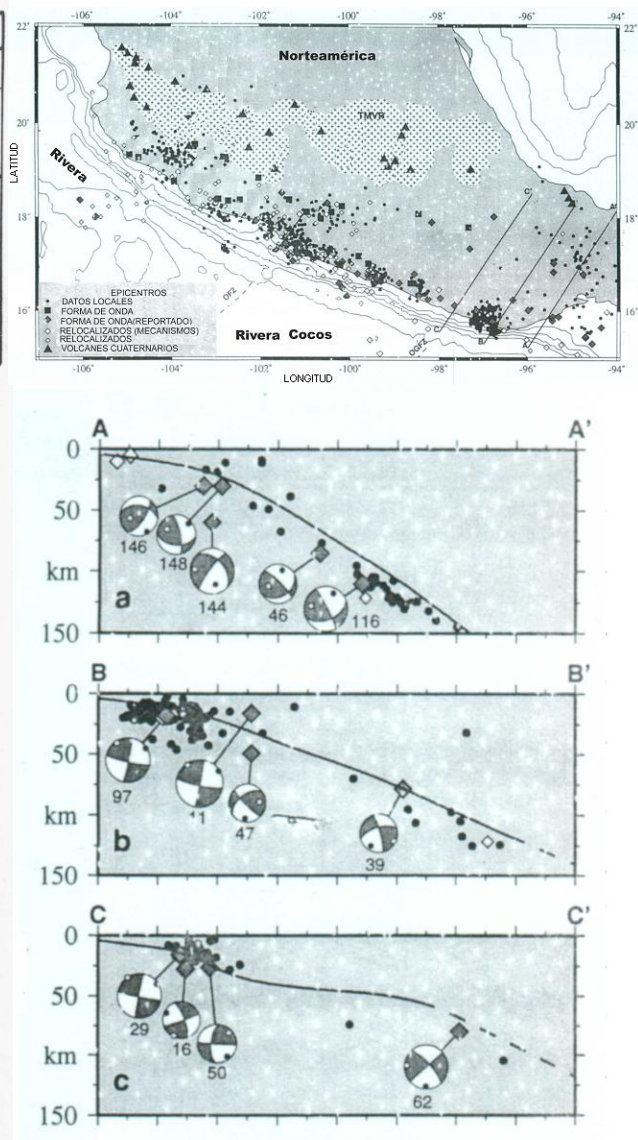 -106° -104° -102° -100° -98° -96° -94°
22° 22°
Norteamérica
20° 20°
TMVB
LATITUD
Rivera
C'
B'
A'
18° 18°
EPICENTROS
DATOS LOCALES
FORMA DE ONDA
FORMA DE ONDA(REPORTADO)
RELOCALIZADOS (MECANISMOS)
RELOCALIZADOS
VOLCANES CUATERNARIOS
OFZ
16° 16°
Rivera Cocos
OGFZ C B A
-106° -104° -102° -100° -98° -96° -94°
LONGITUD
A A'
0
50
km
150
146
148
144
46
116
a
B B'
0
50
km
150
97
11
47
39
b
C C'
0
50
km
150
29
16
50
62
c